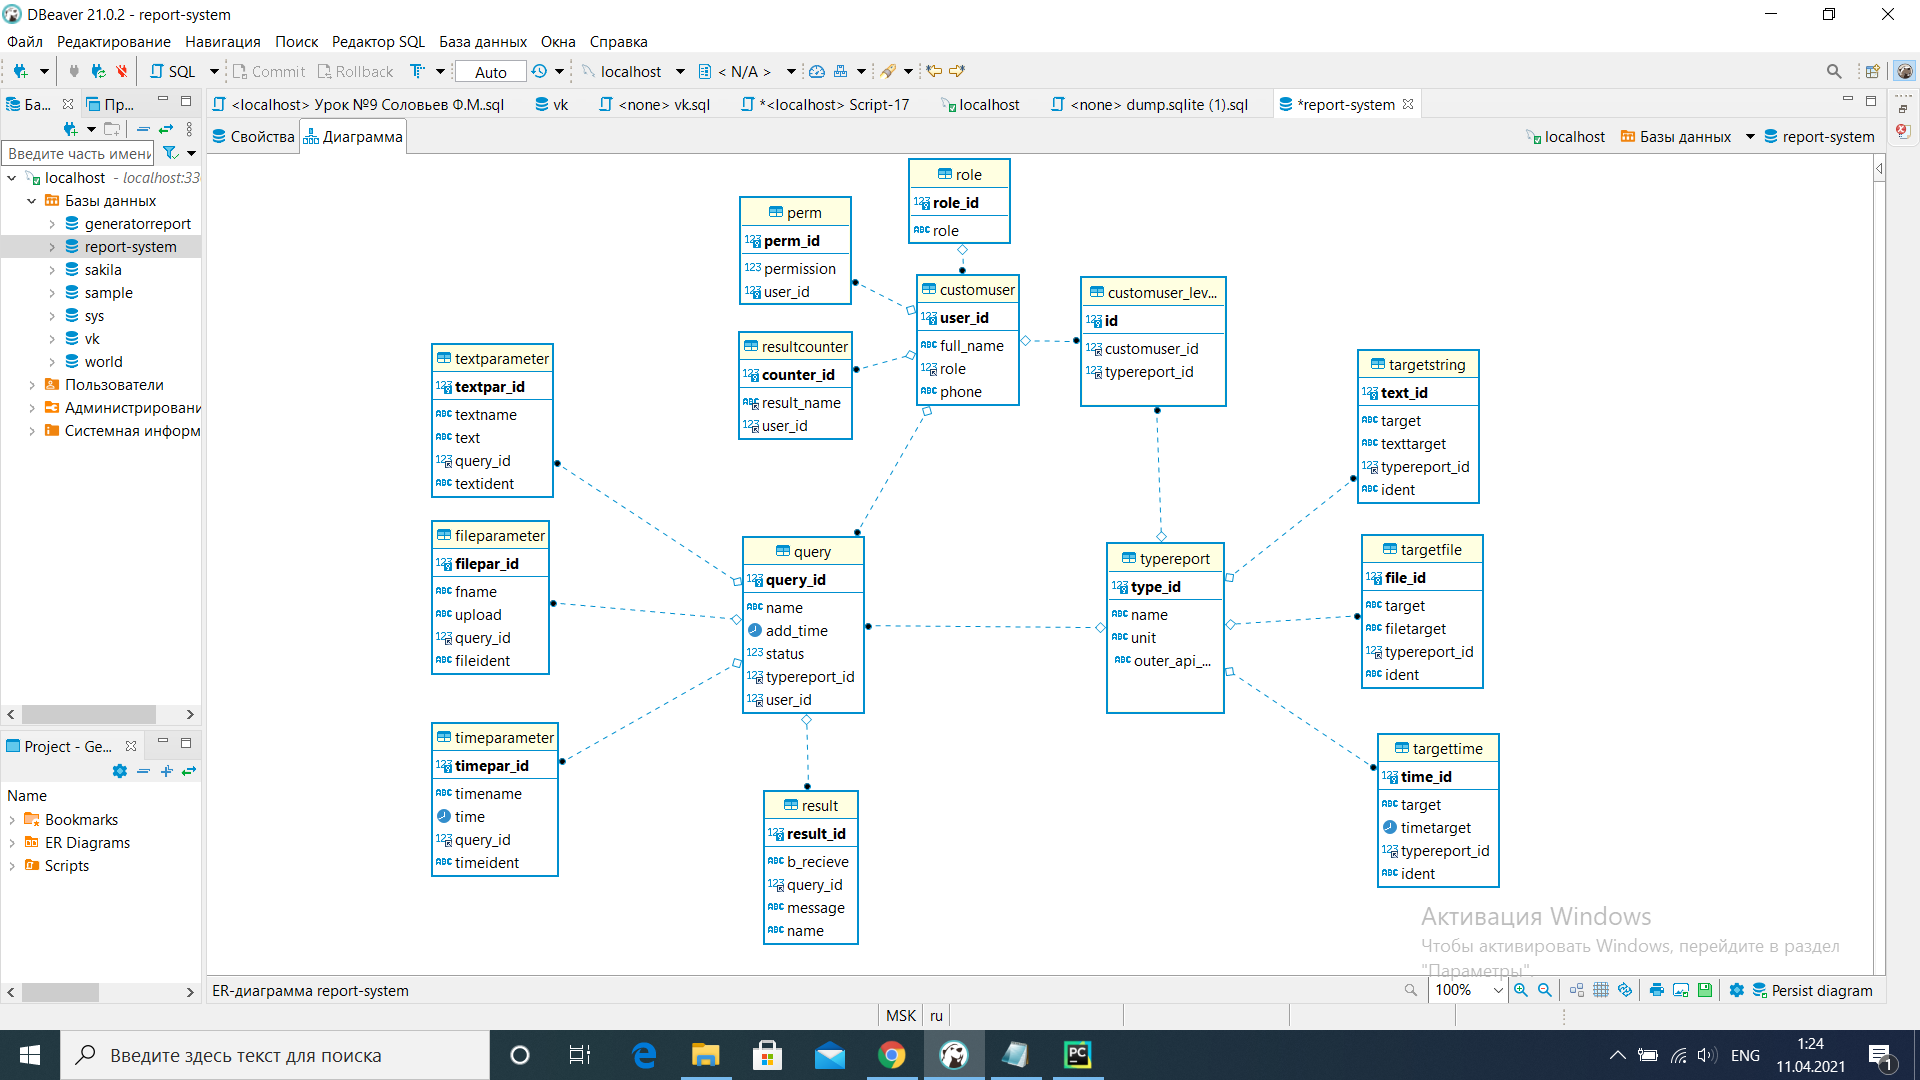 DBeaver 21.0.2 - report-system
Файл Редактирование Навигация Поиск Редактор SQL База данных Окна Справка
SQL Commit Rollback Auto localhost < N/A >
Ба... Пр... <localhost> Урок №9 Соловьев Ф.М..sql vk <none> vk.sql *<localhost> Script-17 localhost <none> dump.sqlite (1).sql *report-system
Свойства Диаграмма localhost Базы данных report-system
Введите часть имени
localhost - localhost:33
Базы данных
generatorreport
report-system
sakila
sample
sys
vk
world
Пользователи
Администрировани
Системная информ
Project - Ge...
Name
Bookmarks
ER Diagrams
Scripts
role
role_id
role
perm
perm_id
permission
user_id
customuser
user_id
full_name
role
phone
customuser_lev...
id
customuser_id
typereport_id
resultcounter
counter_id
result_name
user_id
textparameter
textpar_id
textname
text
query_id
textident
targetstring
text_id
target
texttarget
typereport_id
ident
fileparameter
filepar_id
fname
upload
query_id
fileident
query
query_id
name
add_time
status
typereport_id
user_id
typereport
type_id
name
unit
outer_api_...
targetfile
file_id
target
filetarget
typereport_id
ident
timeparameter
timepar_id
timename
time
query_id
timeident
result
result_id
b_recieve
query_id
message
name
targettime
time_id
target
timetarget
typereport_id
ident
Активация Windows
Чтобы активировать Windows, перейдите в раздел
"Параметры".
ER-диаграмма report-system 100% Persist diagram
MSK ru
Введите здесь текст для поиска
ENG
1:24
11.04.2021
1